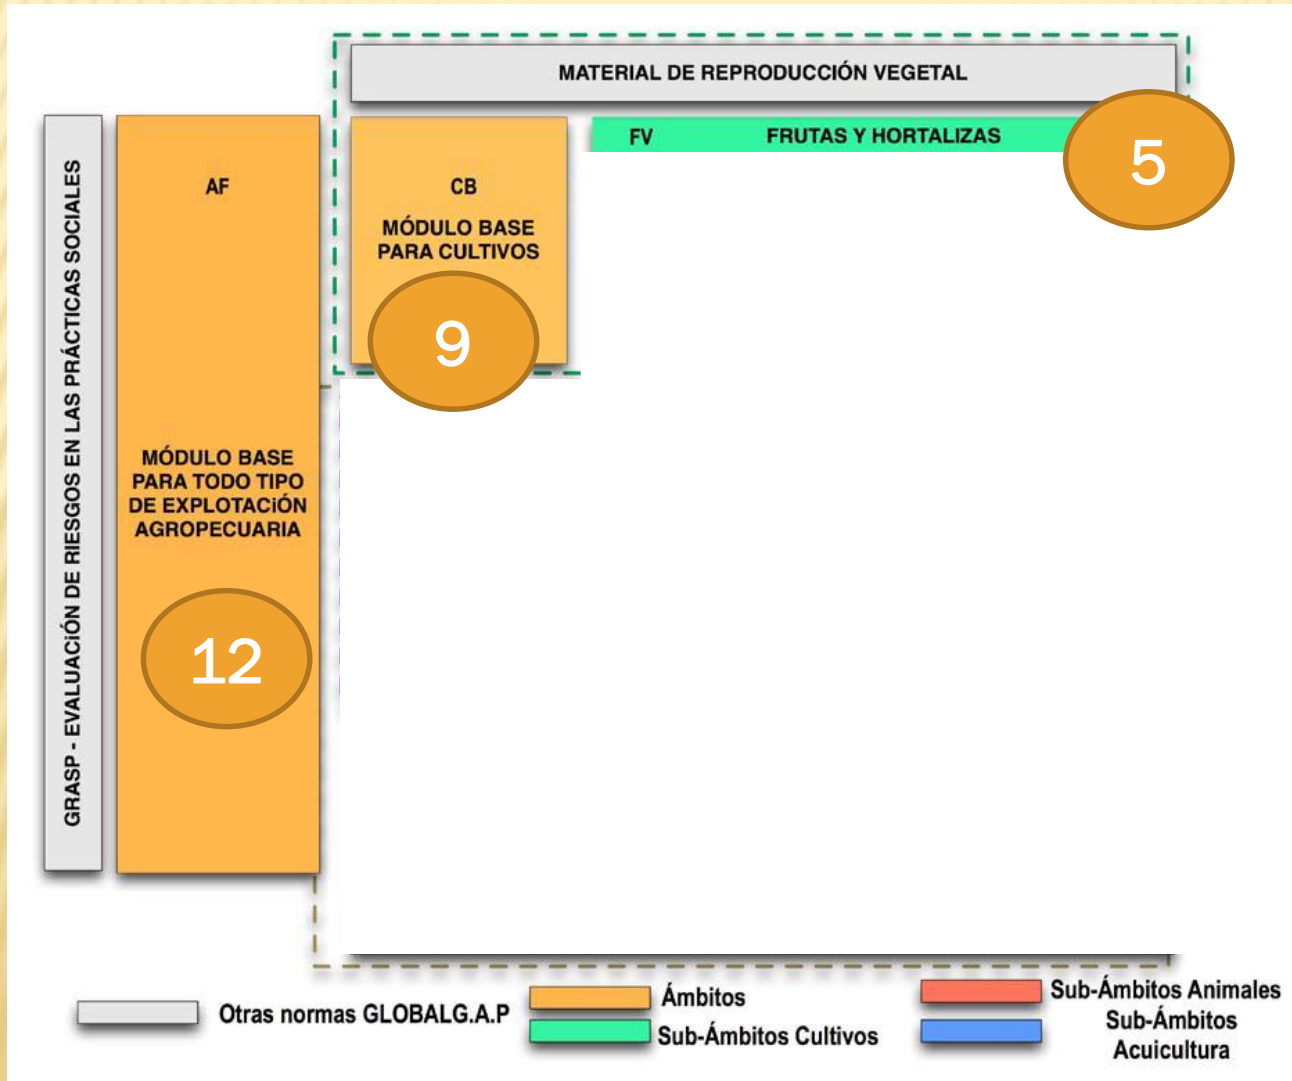 MATERIAL DE REPRODUCCIÓN VEGETAL
FV FRUTAS Y HORTALIZAS
5
GRASP - EVALUACiÓN DE RIESGOS EN LAS PRÁCTICAS SOCIALES
AF
MÓDULO BASE
PARA TODO TIPO
DE EXPLOTACiÓN
AGROPECUARIA
12
CB
MÓDULO BASE
PARA CULTIVOS
9
Otras normas GLOBALG.A.P
Ámbitos
Sub-Ámbitos Cultivos
Sub-Ámbitos Animales
Sub-Ámbitos
Acuicultura